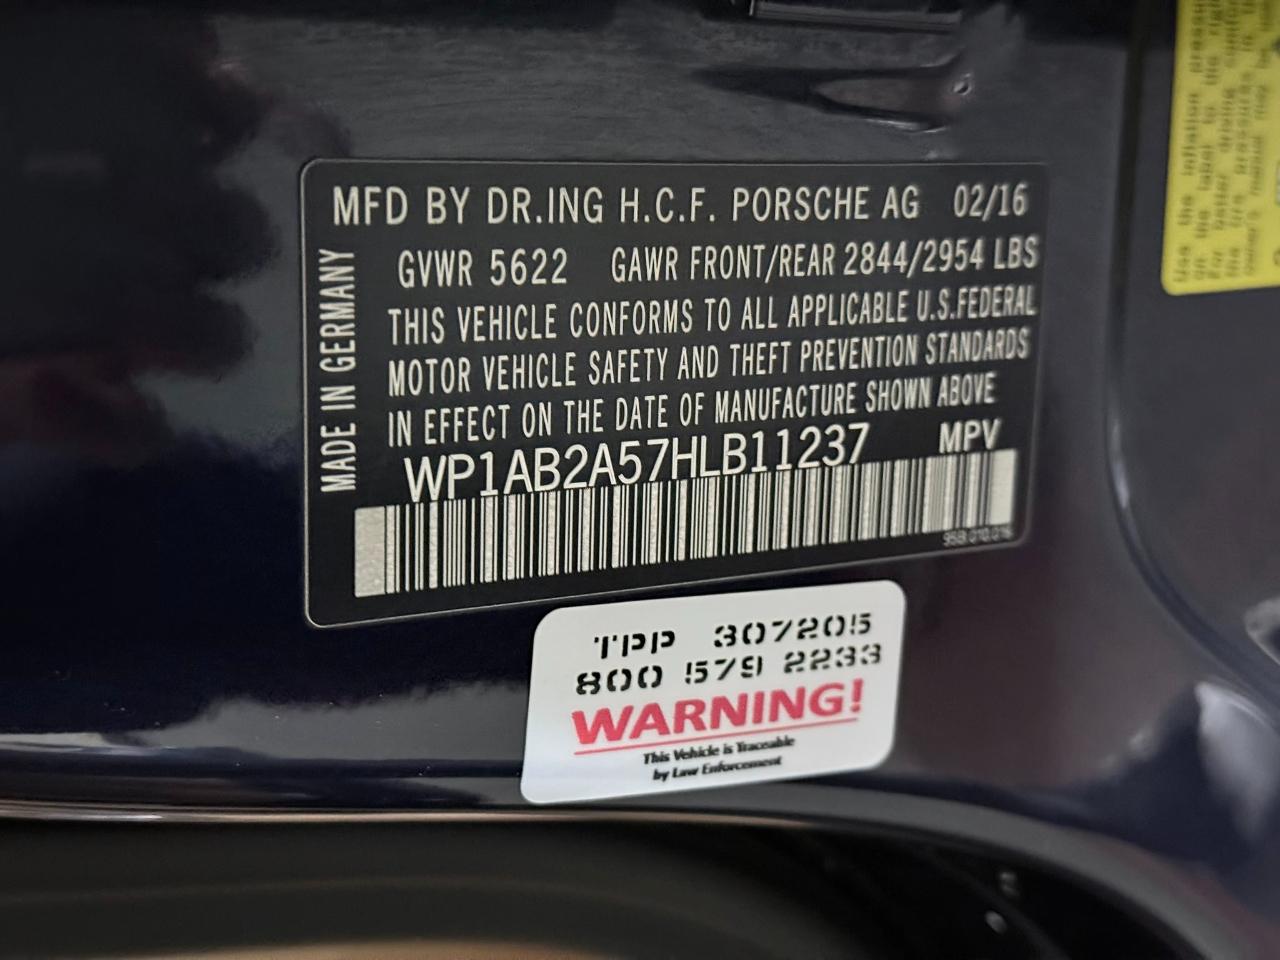 MFD BY DR.ING H.C.F. PORSCHE AG 02/16
GVWR 5622 GAWR FRONT/REAR 2844/2954 LBS
THIS VEHICLE CONFORMS TO ALL APPLICABLE U.S.FEDERAL
MOTOR VEHICLE SAFETY AND THEFT PREVENTION STANDARDS
IN EFFECT ON THE DATE OF MANUFACTURE SHOWN ABOVE
WP1AB2A57HLB11237 MPV
MADE IN GERMANY
95B.010.016
TPP 307205
800 579 2233
WARNING!
This Vehicle is Traceable
by Law Enforcement